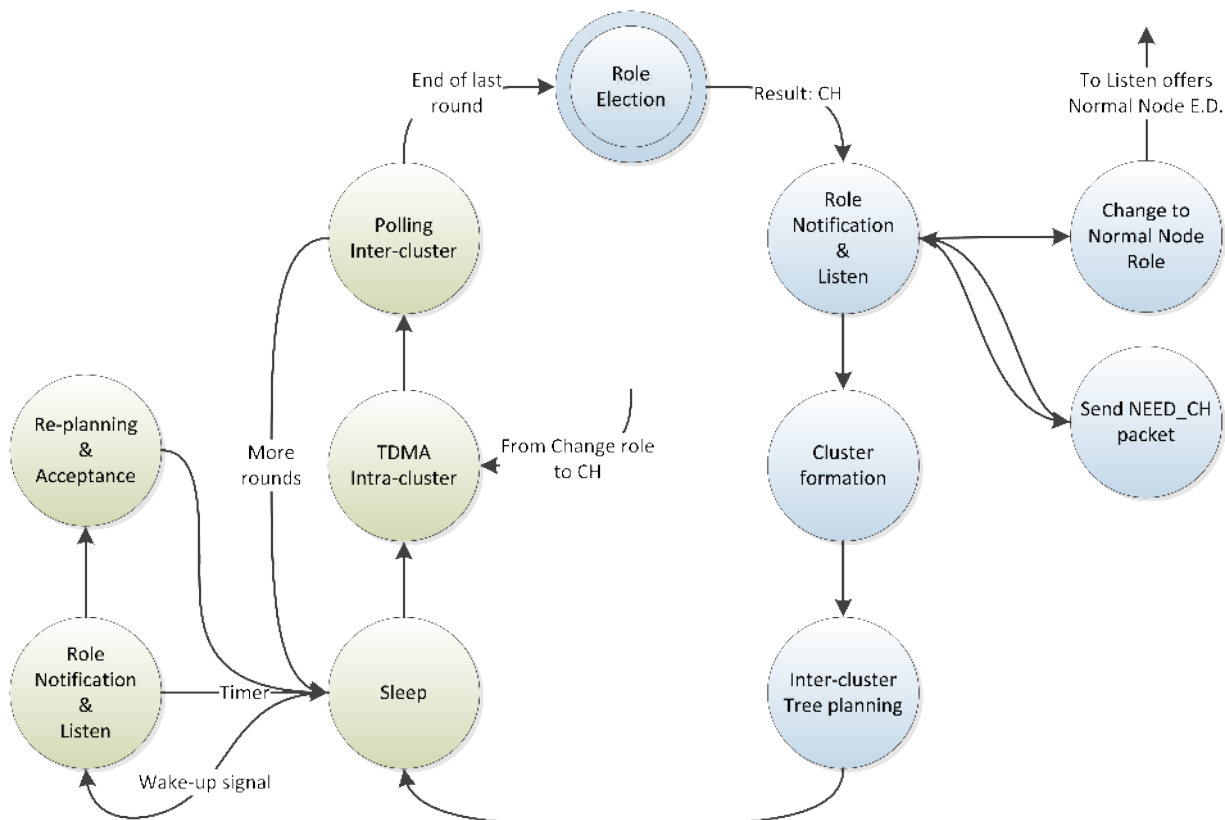 End of last
round
Role
Election
Result: CH
To Listen offers
Normal Node E.D.
Polling
Inter-cluster
Role
Notification
&
Listen
Change to
Normal Node
Role
Re-planning
&
Acceptance
More
rounds
TDMA
Intra-cluster
From Change role
to CH
Cluster
formation
Send NEED_CH
packet
Role
Notification
&
Listen
Timer
Sleep
Inter-cluster
Tree planning
Wake-up signal